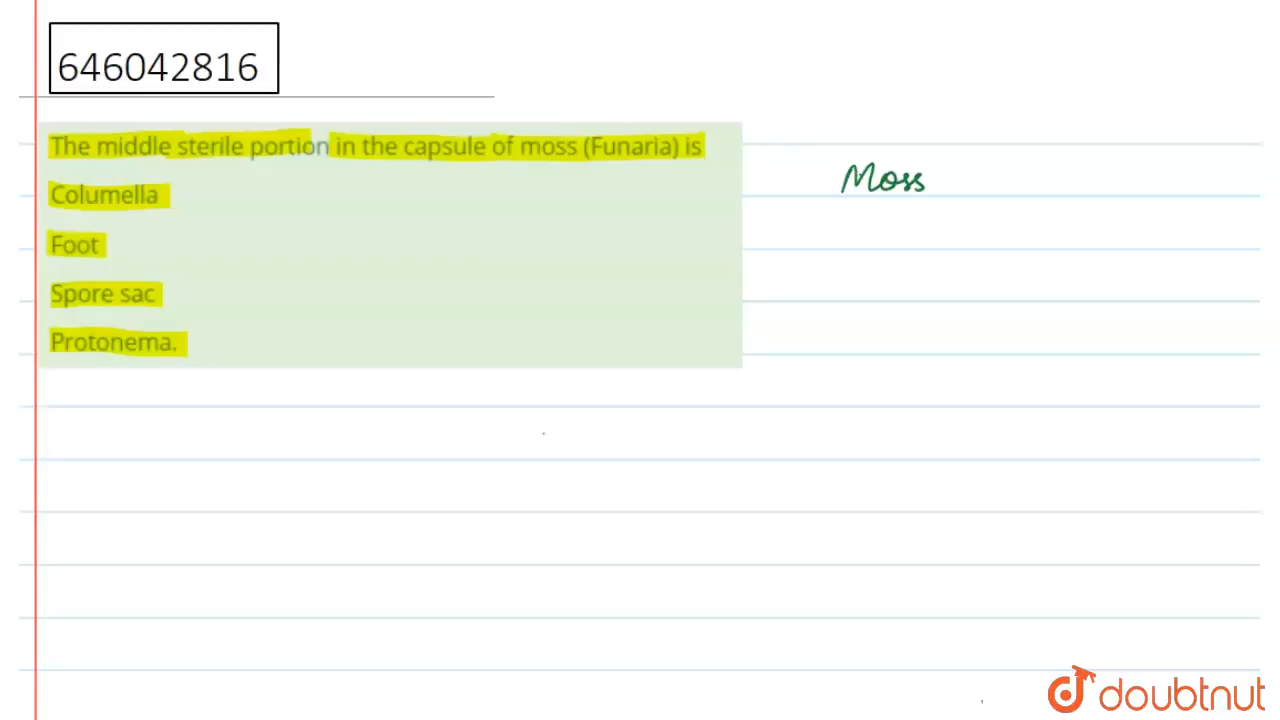 646042816
The middle sterile portion in the capsule of moss (Funaria) is
Columella
Foot
Spore sac
Protonema.
Moss
doubtnut